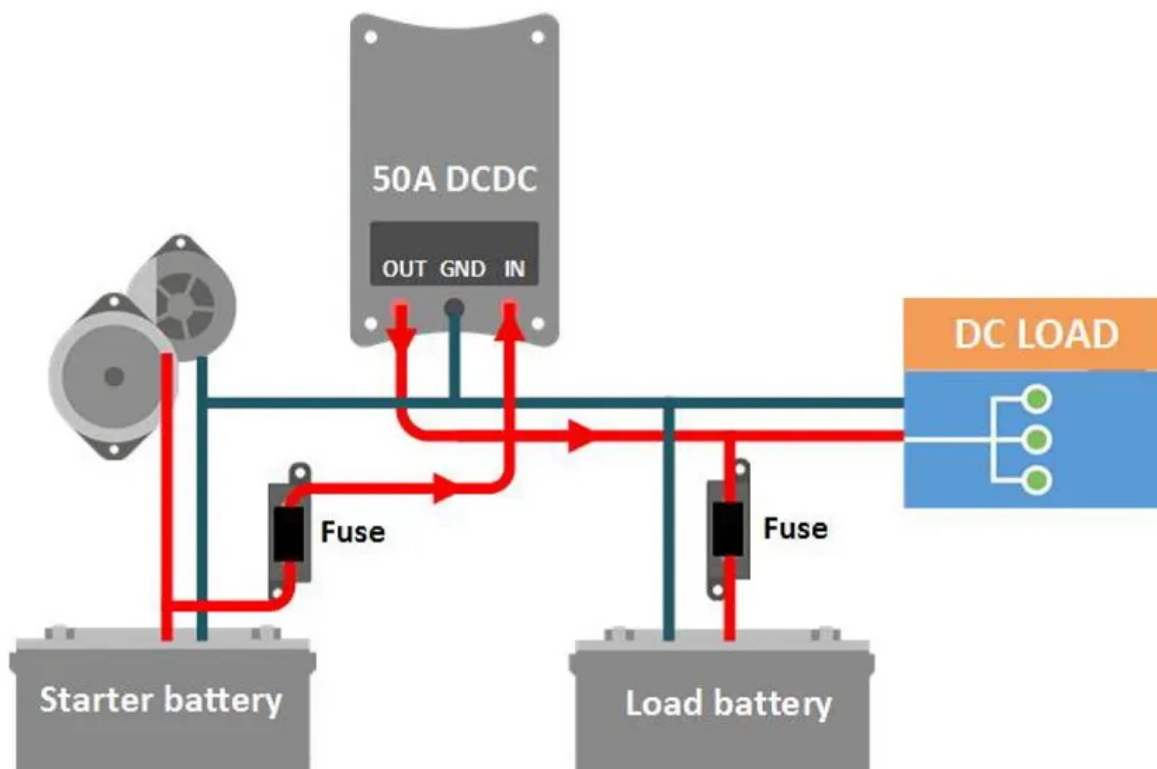 50A DCDC
OUT GND IN
DC LOAD
Fuse
Fuse
Starter battery
Load battery